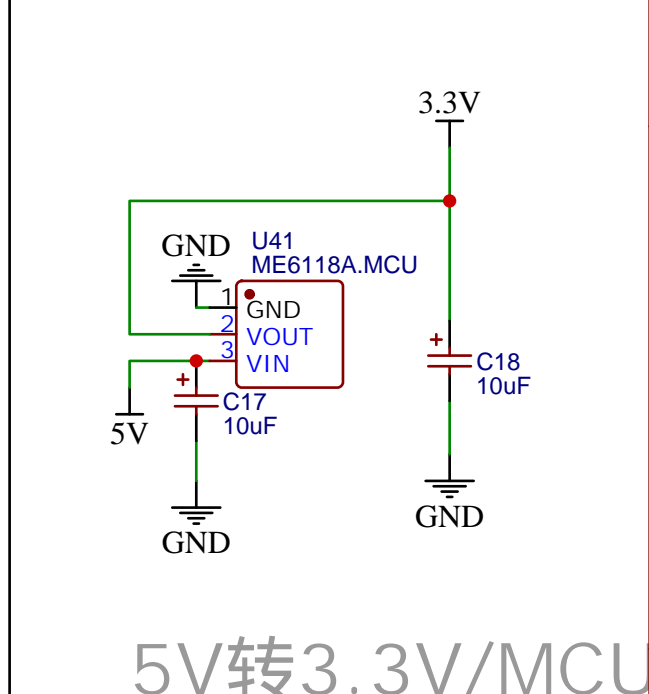 3.3V
GND
U41
ME6118A.MCU
1
GND
2
VOUT
3
VIN
+
C18
10uF
+
C17
10uF
5V
GND
GND
5V转3.3V/MCU